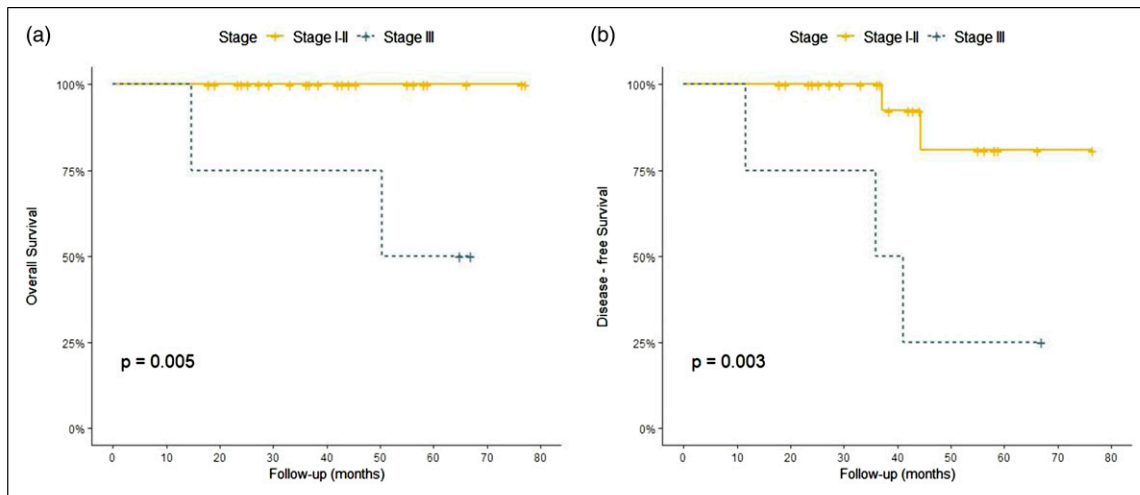 (a)
Stage Stage I-II Stage III
100%
75%
50%
25%
0%
Overall Survival
p = 0.005
0 10 20 30 40 50 60 70 80
Follow-up (months)
(b)
Stage Stage I-II Stage III
100%
75%
50%
25%
0%
Disease - free Survival
p = 0.003
0 10 20 30 40 50 60 70 80
Follow-up (months)